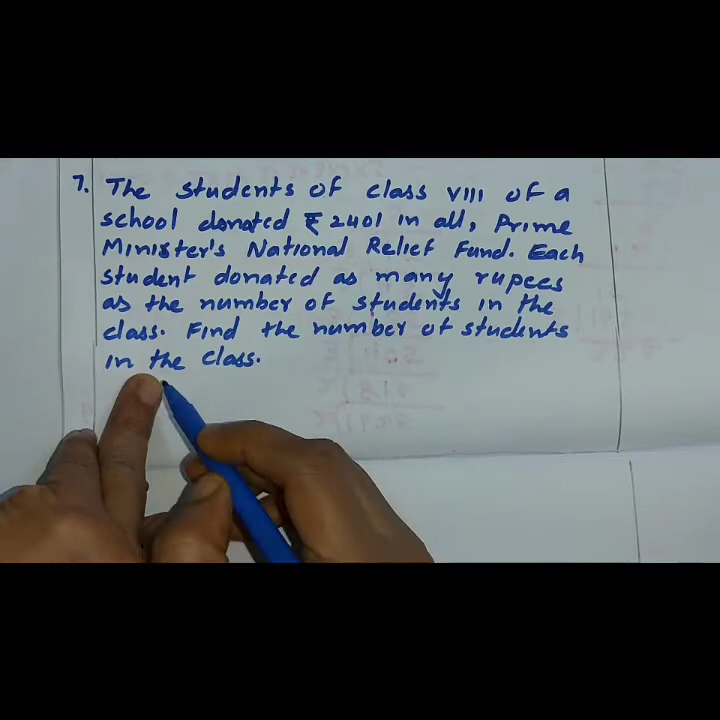 7. The students of class VIII of a
school donated ₹ 2401 in all, Prime
Minister's National Relief Fund. Each
student donated as many rupees
as the number of students in the
class. Find the number of students
in the class.